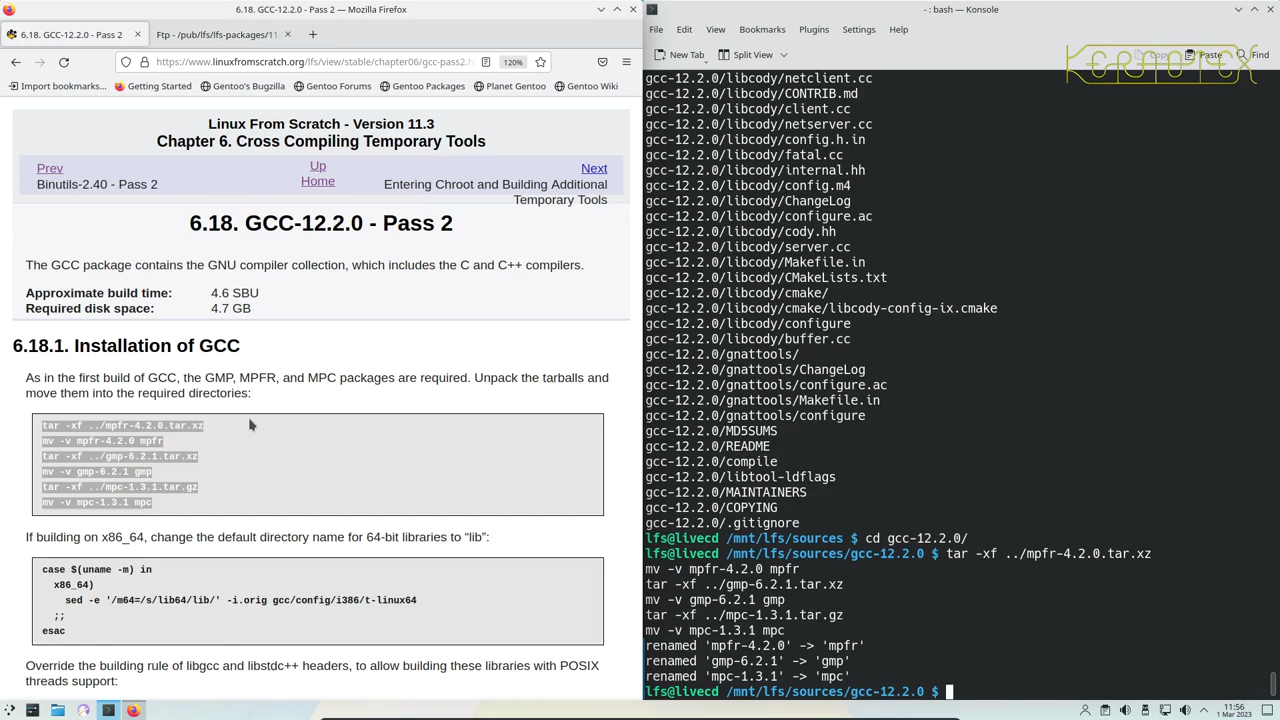 6.18. GCC-12.2.0 - Pass 2 — Mozilla Firefox
6.18. GCC-12.2.0 - Pass 2
Ftp - /pub/lfs/lfs-packages/11.
https://www.linuxfromscratch.org/lfs/view/stable/chapter06/gcc-pass2.h
120%
Import bookmarks...
Getting Started
Gentoo's Bugzilla
Gentoo Forums
Gentoo Packages
Planet Gentoo
Gentoo Wiki
Linux From Scratch - Version 11.3
Chapter 6. Cross Compiling Temporary Tools
Prev
Up
Next
Binutils-2.40 - Pass 2
Home
Entering Chroot and Building Additional
Temporary Tools
6.18. GCC-12.2.0 - Pass 2
The GCC package contains the GNU compiler collection, which includes the C and C++ compilers.
Approximate build time: 4.6 SBU
Required disk space: 4.7 GB
6.18.1. Installation of GCC
As in the first build of GCC, the GMP, MPFR, and MPC packages are required. Unpack the tarballs and
move them into the required directories:
tar -xf ../mpfr-4.2.0.tar.xz
mv -v mpfr-4.2.0 mpfr
tar -xf ../gmp-6.2.1.tar.xz
mv -v gmp-6.2.1 gmp
tar -xf ../mpc-1.3.1.tar.gz
mv -v mpc-1.3.1 mpc
If building on x86_64, change the default directory name for 64-bit libraries to “lib”:
case $(uname -m) in
x86_64)
sed -e '/m64=/s/lib64/lib/' -i.orig gcc/config/i386/t-linux64
;;
esac
Override the building rule of libgcc and libstdc++ headers, to allow building these libraries with POSIX
threads support:
- : bash — Konsole
File Edit View Bookmarks Plugins Settings Help
New Tab
Split View
Copy
Paste
Find
KERNOTEX
gcc-12.2.0/libcody/netclient.cc
gcc-12.2.0/libcody/CONTRIB.md
gcc-12.2.0/libcody/client.cc
gcc-12.2.0/libcody/netserver.cc
gcc-12.2.0/libcody/config.h.in
gcc-12.2.0/libcody/fatal.cc
gcc-12.2.0/libcody/internal.hh
gcc-12.2.0/libcody/config.m4
gcc-12.2.0/libcody/ChangeLog
gcc-12.2.0/libcody/configure.ac
gcc-12.2.0/libcody/cody.hh
gcc-12.2.0/libcody/server.cc
gcc-12.2.0/libcody/Makefile.in
gcc-12.2.0/libcody/CMakeLists.txt
gcc-12.2.0/libcody/cmake/
gcc-12.2.0/libcody/cmake/libcody-config-ix.cmake
gcc-12.2.0/libcody/configure
gcc-12.2.0/libcody/buffer.cc
gcc-12.2.0/gnattools/
gcc-12.2.0/gnattools/ChangeLog
gcc-12.2.0/gnattools/configure.ac
gcc-12.2.0/gnattools/Makefile.in
gcc-12.2.0/gnattools/configure
gcc-12.2.0/MD5SUMS
gcc-12.2.0/README
gcc-12.2.0/compile
gcc-12.2.0/libtool-ldflags
gcc-12.2.0/MAINTAINERS
gcc-12.2.0/COPYING
gcc-12.2.0/.gitignore
lfs@livecd /mnt/lfs/sources $ cd gcc-12.2.0/
lfs@livecd /mnt/lfs/sources/gcc-12.2.0 $ tar -xf ../mpfr-4.2.0.tar.xz
mv -v mpfr-4.2.0 mpfr
tar -xf ../gmp-6.2.1.tar.xz
mv -v gmp-6.2.1 gmp
tar -xf ../mpc-1.3.1.tar.gz
mv -v mpc-1.3.1 mpc
renamed 'mpfr-4.2.0' -> 'mpfr'
renamed 'gmp-6.2.1' -> 'gmp'
renamed 'mpc-1.3.1' -> 'mpc'
lfs@livecd /mnt/lfs/sources/gcc-12.2.0 $
11:56
1 Mar 2023